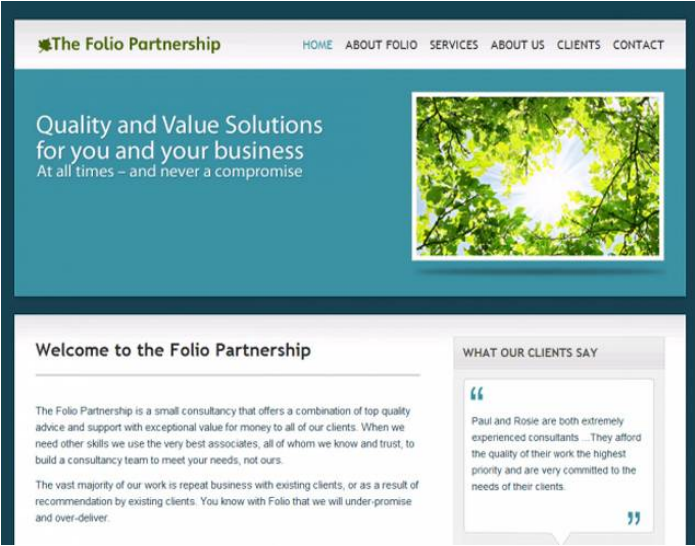 The Folio Partnership
HOME ABOUT FOLIO SERVICES ABOUT US CLIENTS CONTACT
Quality and Value Solutions
for you and your business
At all times – and never a compromise
Welcome to the Folio Partnership
The Folio Partnership is a small consultancy that offers a combination of top quality
advice and support with exceptional value for money to all of our clients. When we
need other skills we use the very best associates, all of whom we know and trust, to
build a consultancy team to meet your needs, not ours.
The vast majority of our work is repeat business with existing clients, or as a result of
recommendation by existing clients. You know with Folio that we will under-promise
and over-deliver.
WHAT OUR CLIENTS SAY
“
Paul and Rosie are both extremely
experienced consultants ...They afford
the quality of their work the highest
priority and are very committed to the
needs of their clients.
”